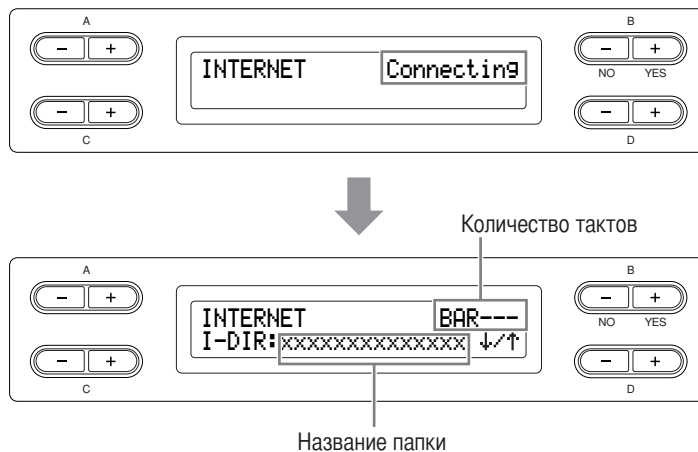 A
B
- +
INTERNET Connecting
- +
NO YES
- +
- +
C
D
Количество тактов
A
B
- +
INTERNET BAR---
- +
I-DIR:xxxxxxxxxxxxxx ↓/↑
NO YES
- +
- +
C
D
Название папки